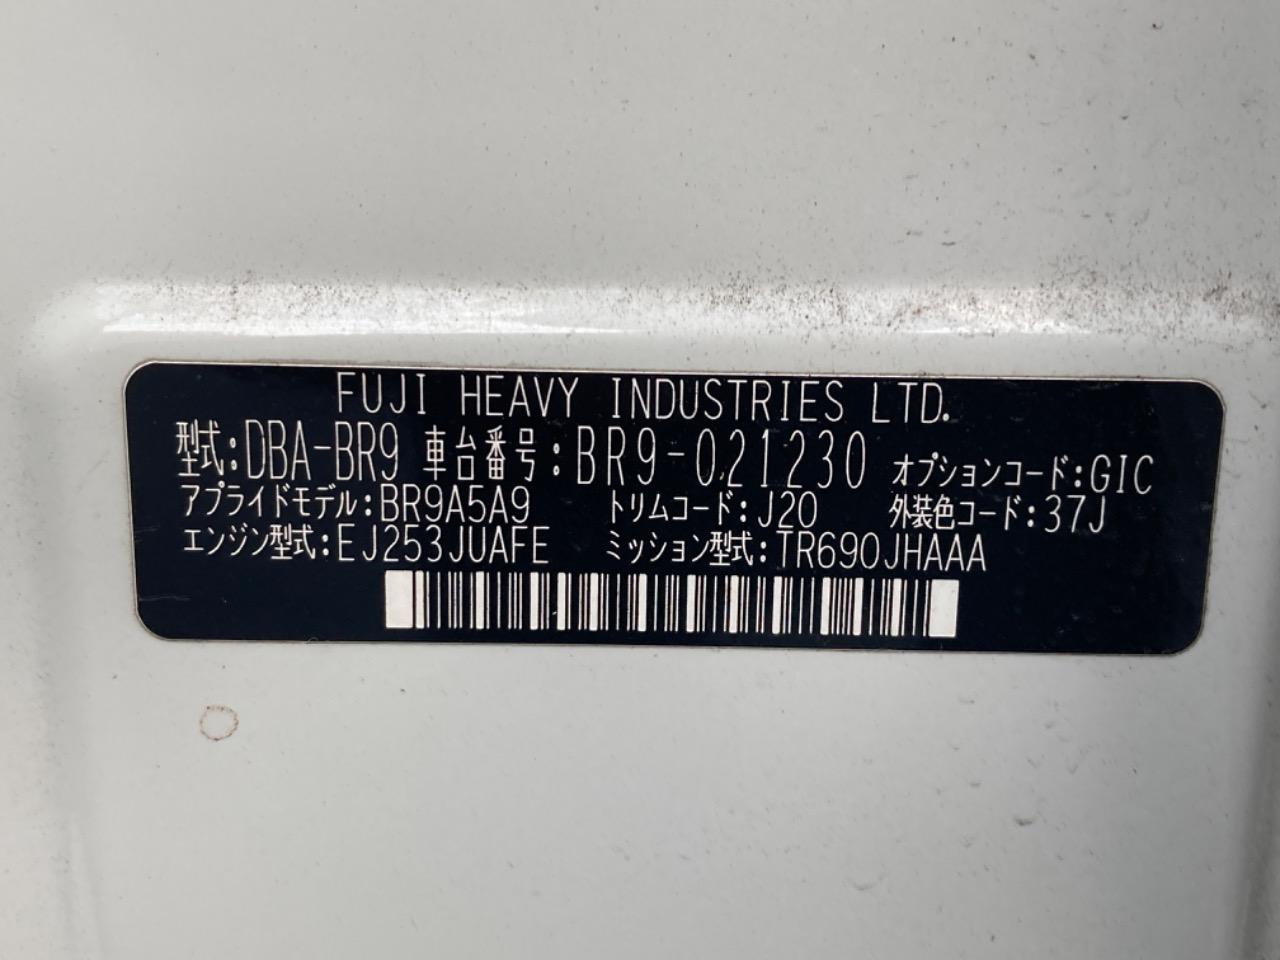 FUJI HEAVY INDUSTRIES LTD.
型式:DBA-BR9 車台番号:BR9-021230 オプションコード:GIC
アプライドモデル:BR9A5A9 トリムコード:J20 外装色コード:37J
エンジン型式:EJ253JUAFE ミッション型式:TR690JHAAA